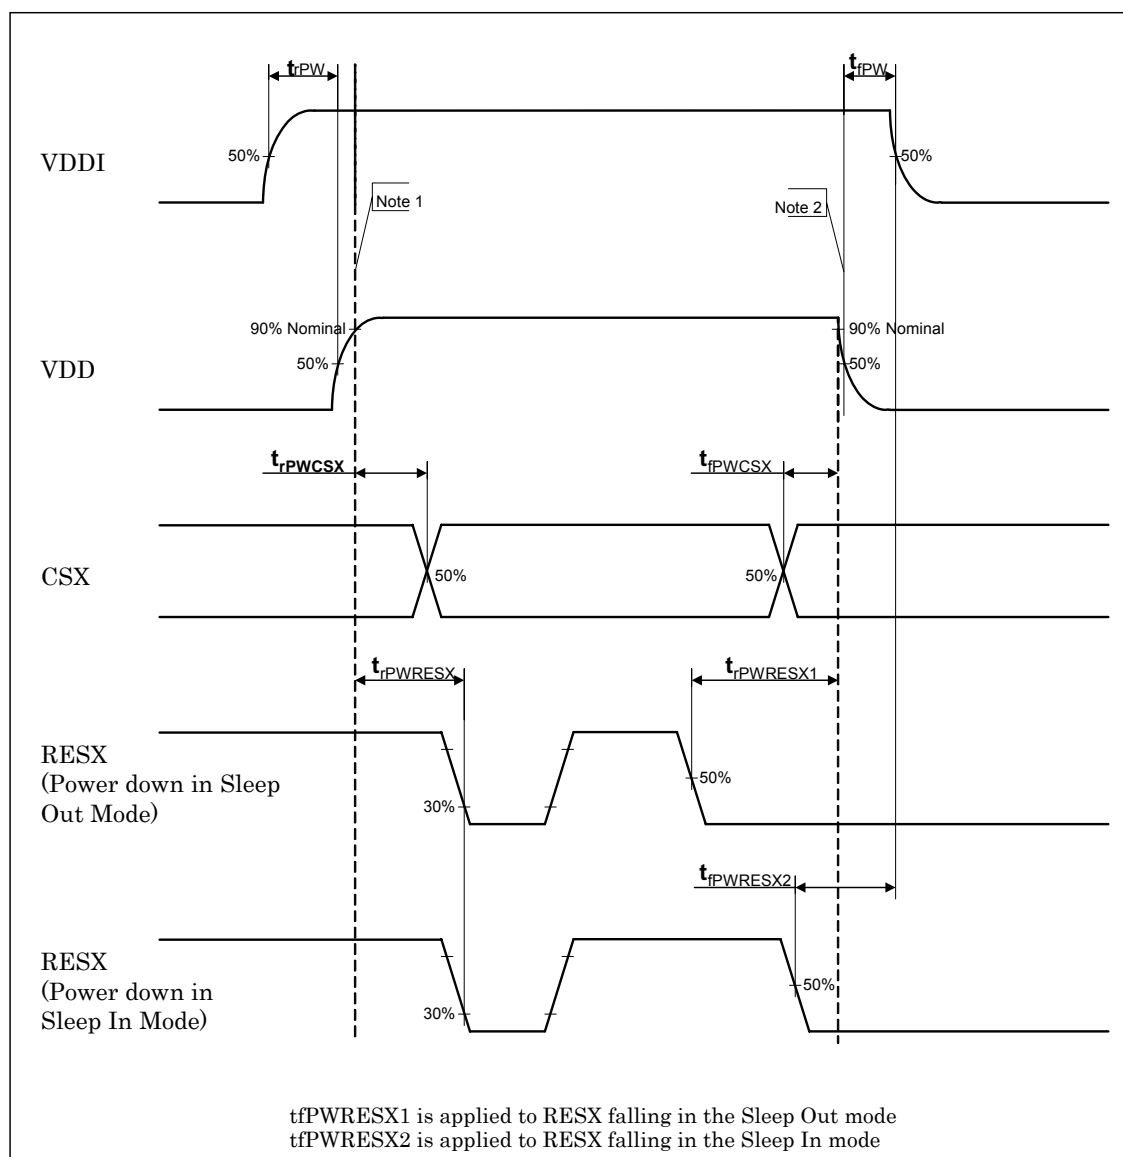 trPW
tfPW
VDDI
50%
50%
Note 1
Note 2
90% Nominal
90% Nominal
VDD
50%
50%
trPWCSX
tfPWCSX
CSX
50%
50%
trPWRESX
trPWRESX1
RESX
(Power down in Sleep
Out Mode)
50%
30%
tfPWRESX2
RESX
(Power down in
Sleep In Mode)
50%
30%
tfPWRESX1 is applied to RESX falling in the Sleep Out mode
tfPWRESX2 is applied to RESX falling in the Sleep In mode